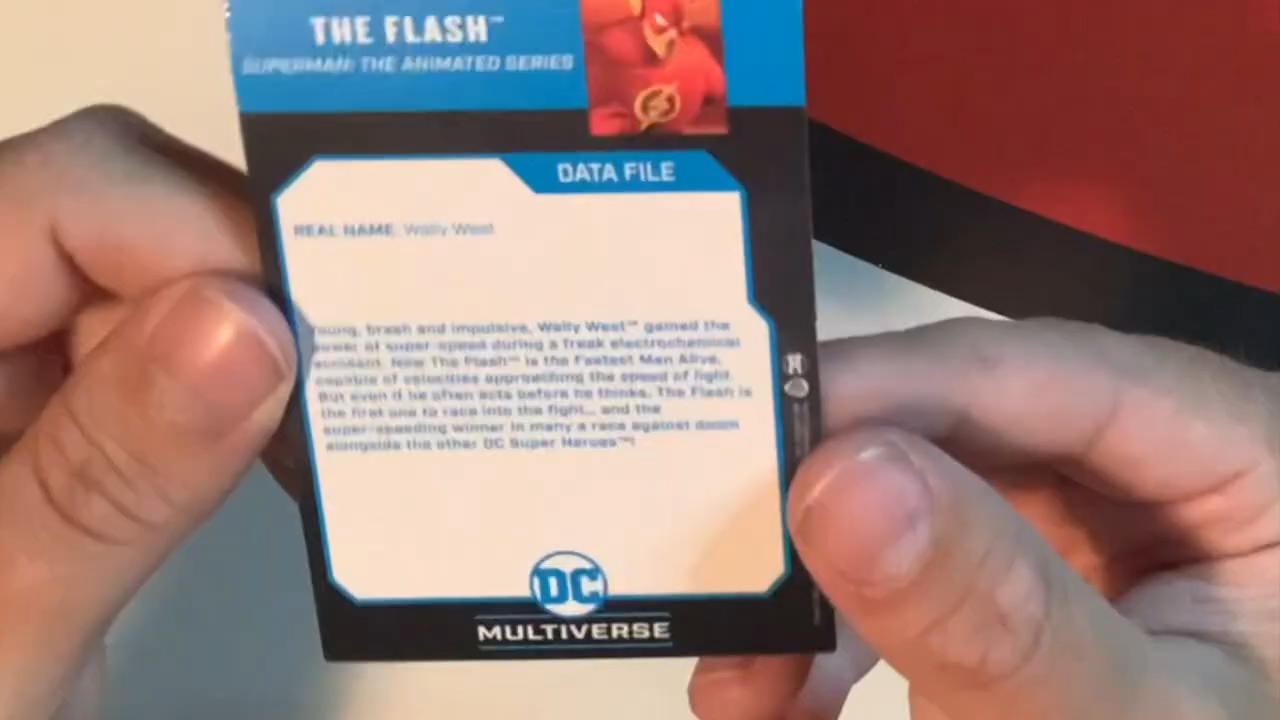 THE FLASH™
SUPERMAN: THE ANIMATED SERIES
DATA FILE
REAL NAME: Wally West
Young, brash and impulsive, Wally West™ gained the
power of super-speed during a freak electrochemical
accident. Now The Flash™ is the Fastest Man Alive,
capable of velocities approaching the speed of light.
But even if he often acts before he thinks, The Flash is
the first one to race into the fight... and the
super-speeding winner in many a race against doom
alongside the other DC Super Heroes™!
DC
MULTIVERSE